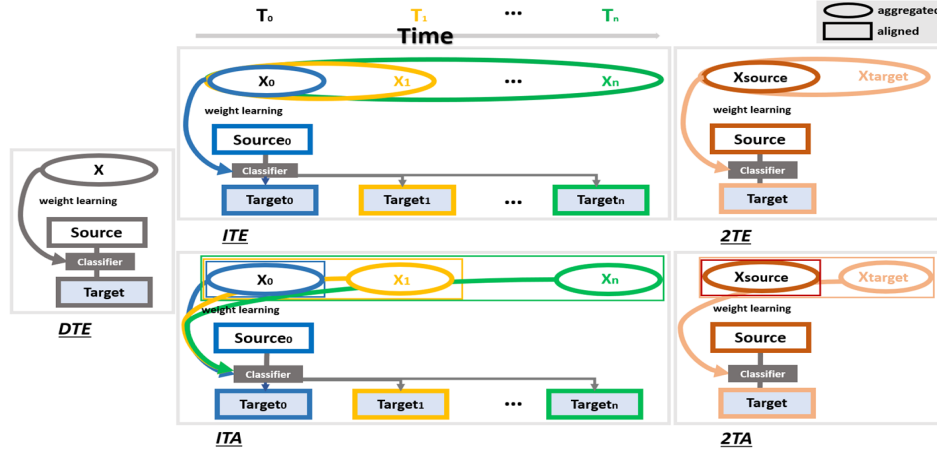 T₀ T₁ ... Tₙ
Time
aggregated
aligned
X₀ X₁ ... Xₙ
weight learning
Source₀
Classifier
Target₀ Target₁ ... Targetₙ
ITE
Xsource Xtarget
weight learning
Source
Classifier
Target
2TE
X
weight learning
Source
Classifier
Target
DTE
X₀ X₁ Xₙ
weight learning
Source₀
Classifier
Target₀ Target₁ ... Targetₙ
ITA
Xsource Xtarget
weight learning
Source
Classifier
Target
2TA